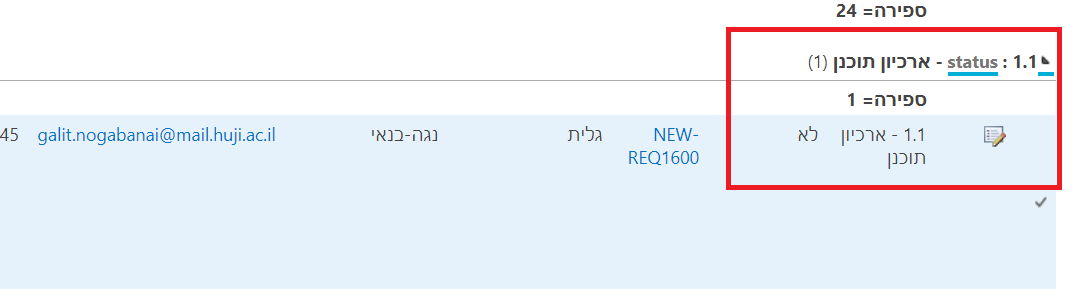 ספירה= 24
status : 1.1 - ארכיון תוכנן (1)
ספירה= 1
1.1 - ארכיון תוכנן
לא
NEW-REQ1600
גלית
נגה-בנאי
galit.nogabanai@mail.huji.ac.il
45